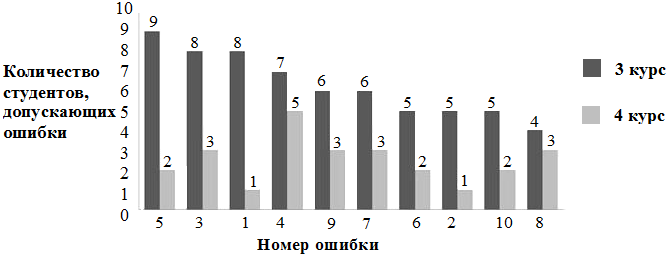 10
9
8
7
6
5
4
3
2
1
0
Количество
студентов,
допускающих
ошибки
9 2
8 3
8 1
7 5
6 3
6 3
5 2
5 1
5 2
4 3
5 3 1 4 9 7 6 2 10 8
Номер ошибки
3 курс
4 курс